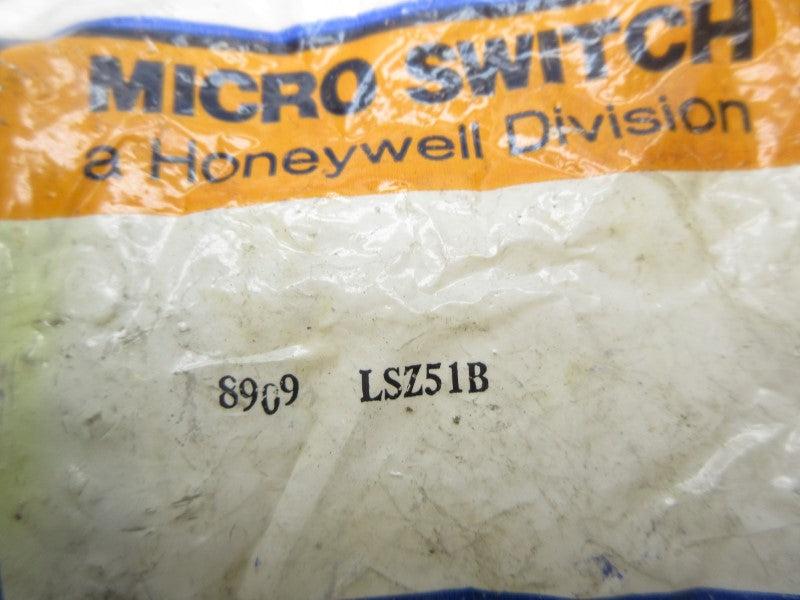 MICRO SWITCH
a Honeywell Division
8909 LSZ51B